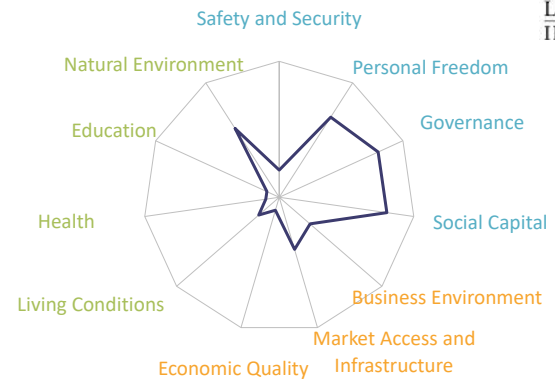 Safety and Security
L
Natural Environment
Personal Freedom
Education
Governance
Health
Social Capital
Living Conditions
Business Environment
Market Access and
Infrastructure
Economic Quality